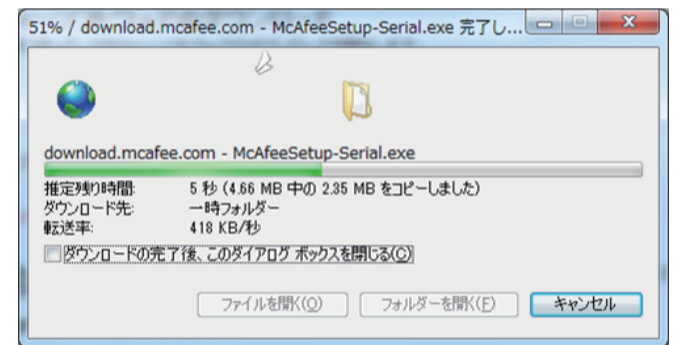 51% / download.mcafee.com - McAfeeSetup-Serial.exe 完了し...
download.mcafee.com - McAfeeSetup-Serial.exe
推定残り時間: 5 秒 (4.66 MB 中の 2.35 MB をコピーしました)
ダウンロード先: 一時フォルダー
転送率: 418 KB/秒
ダウンロードの完了後、このダイアログ ボックスを閉じる(C)
ファイルを開く(O) フォルダーを開く(F) キャンセル